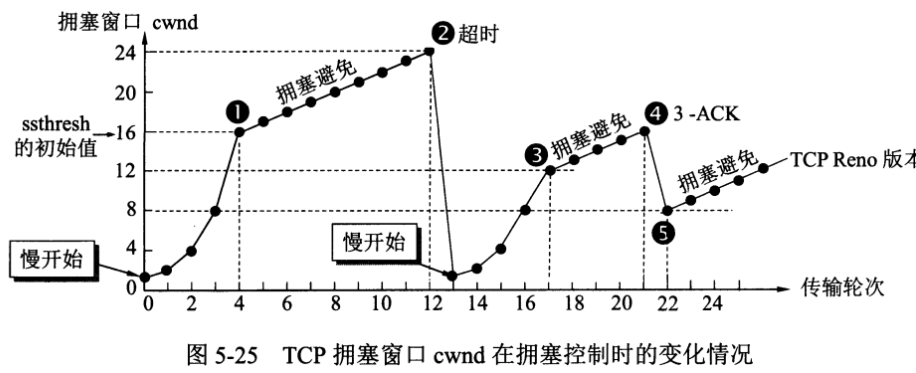 拥塞窗口 cwnd
❷ 超时
24
20
ssthresh
的初始值
16
12
8
4
0
❶
拥塞避免
❸
拥塞避免
❹ 3 -ACK
拥塞避免
TCP Reno 版本
❺
慢开始
慢开始
0 2 4 6 8 10 12 14 16 18 20 22 24
传输轮次
图 5-25 TCP 拥塞窗口 cwnd 在拥塞控制时的变化情况